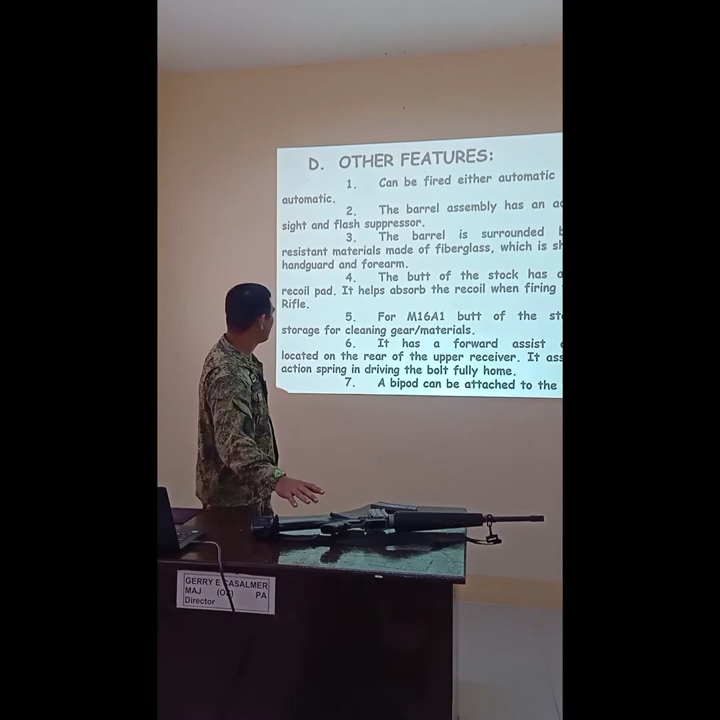 D. OTHER FEATURES:
1. Can be fired either automatic
automatic.
2. The barrel assembly has an
sight and flash suppressor.
3. The barrel is surrounded
resistant materials made of fiberglass, which is
handguard and forearm.
4. The butt of the stock has
recoil pad. It helps absorb the recoil when firing
Rifle.
5. For M16A1 butt of the
storage for cleaning gear/materials.
6. It has a forward assist
located on the rear of the upper receiver. It
action spring in driving the bolt fully home.
7. A bipod can be attached to the
GERRY E CASALMER
MAJ PA
Director